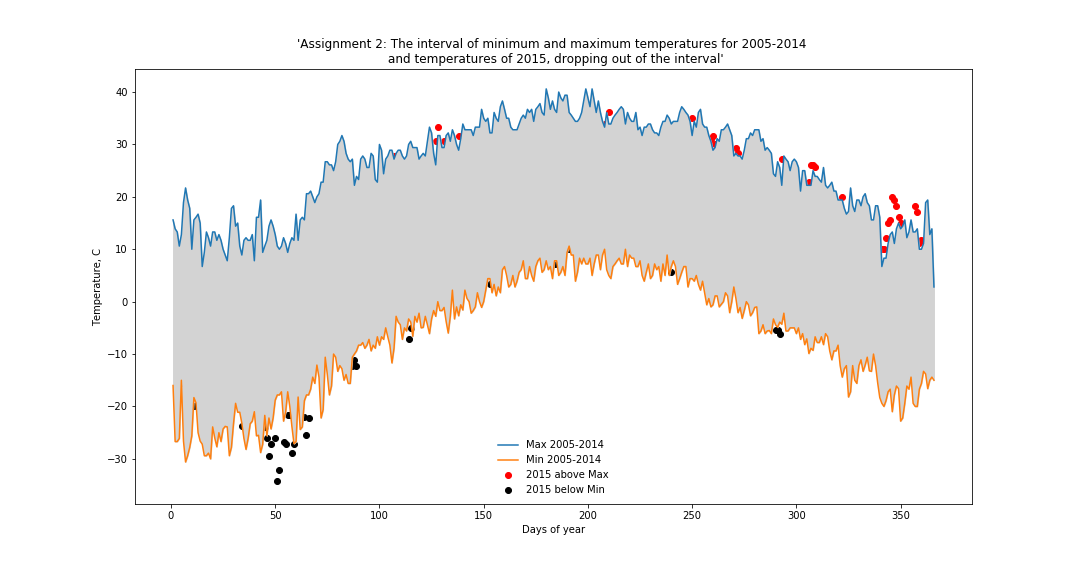 'Assignment 2: The interval of minimum and maximum temperatures for 2005-2014
and temperatures of 2015, dropping out of the interval'
Temperature, C
40
30
20
10
0
−10
−20
−30
Max 2005-2014
Min 2005-2014
2015 above Max
2015 below Min
0 50 100 150 200 250 300 350
Days of year